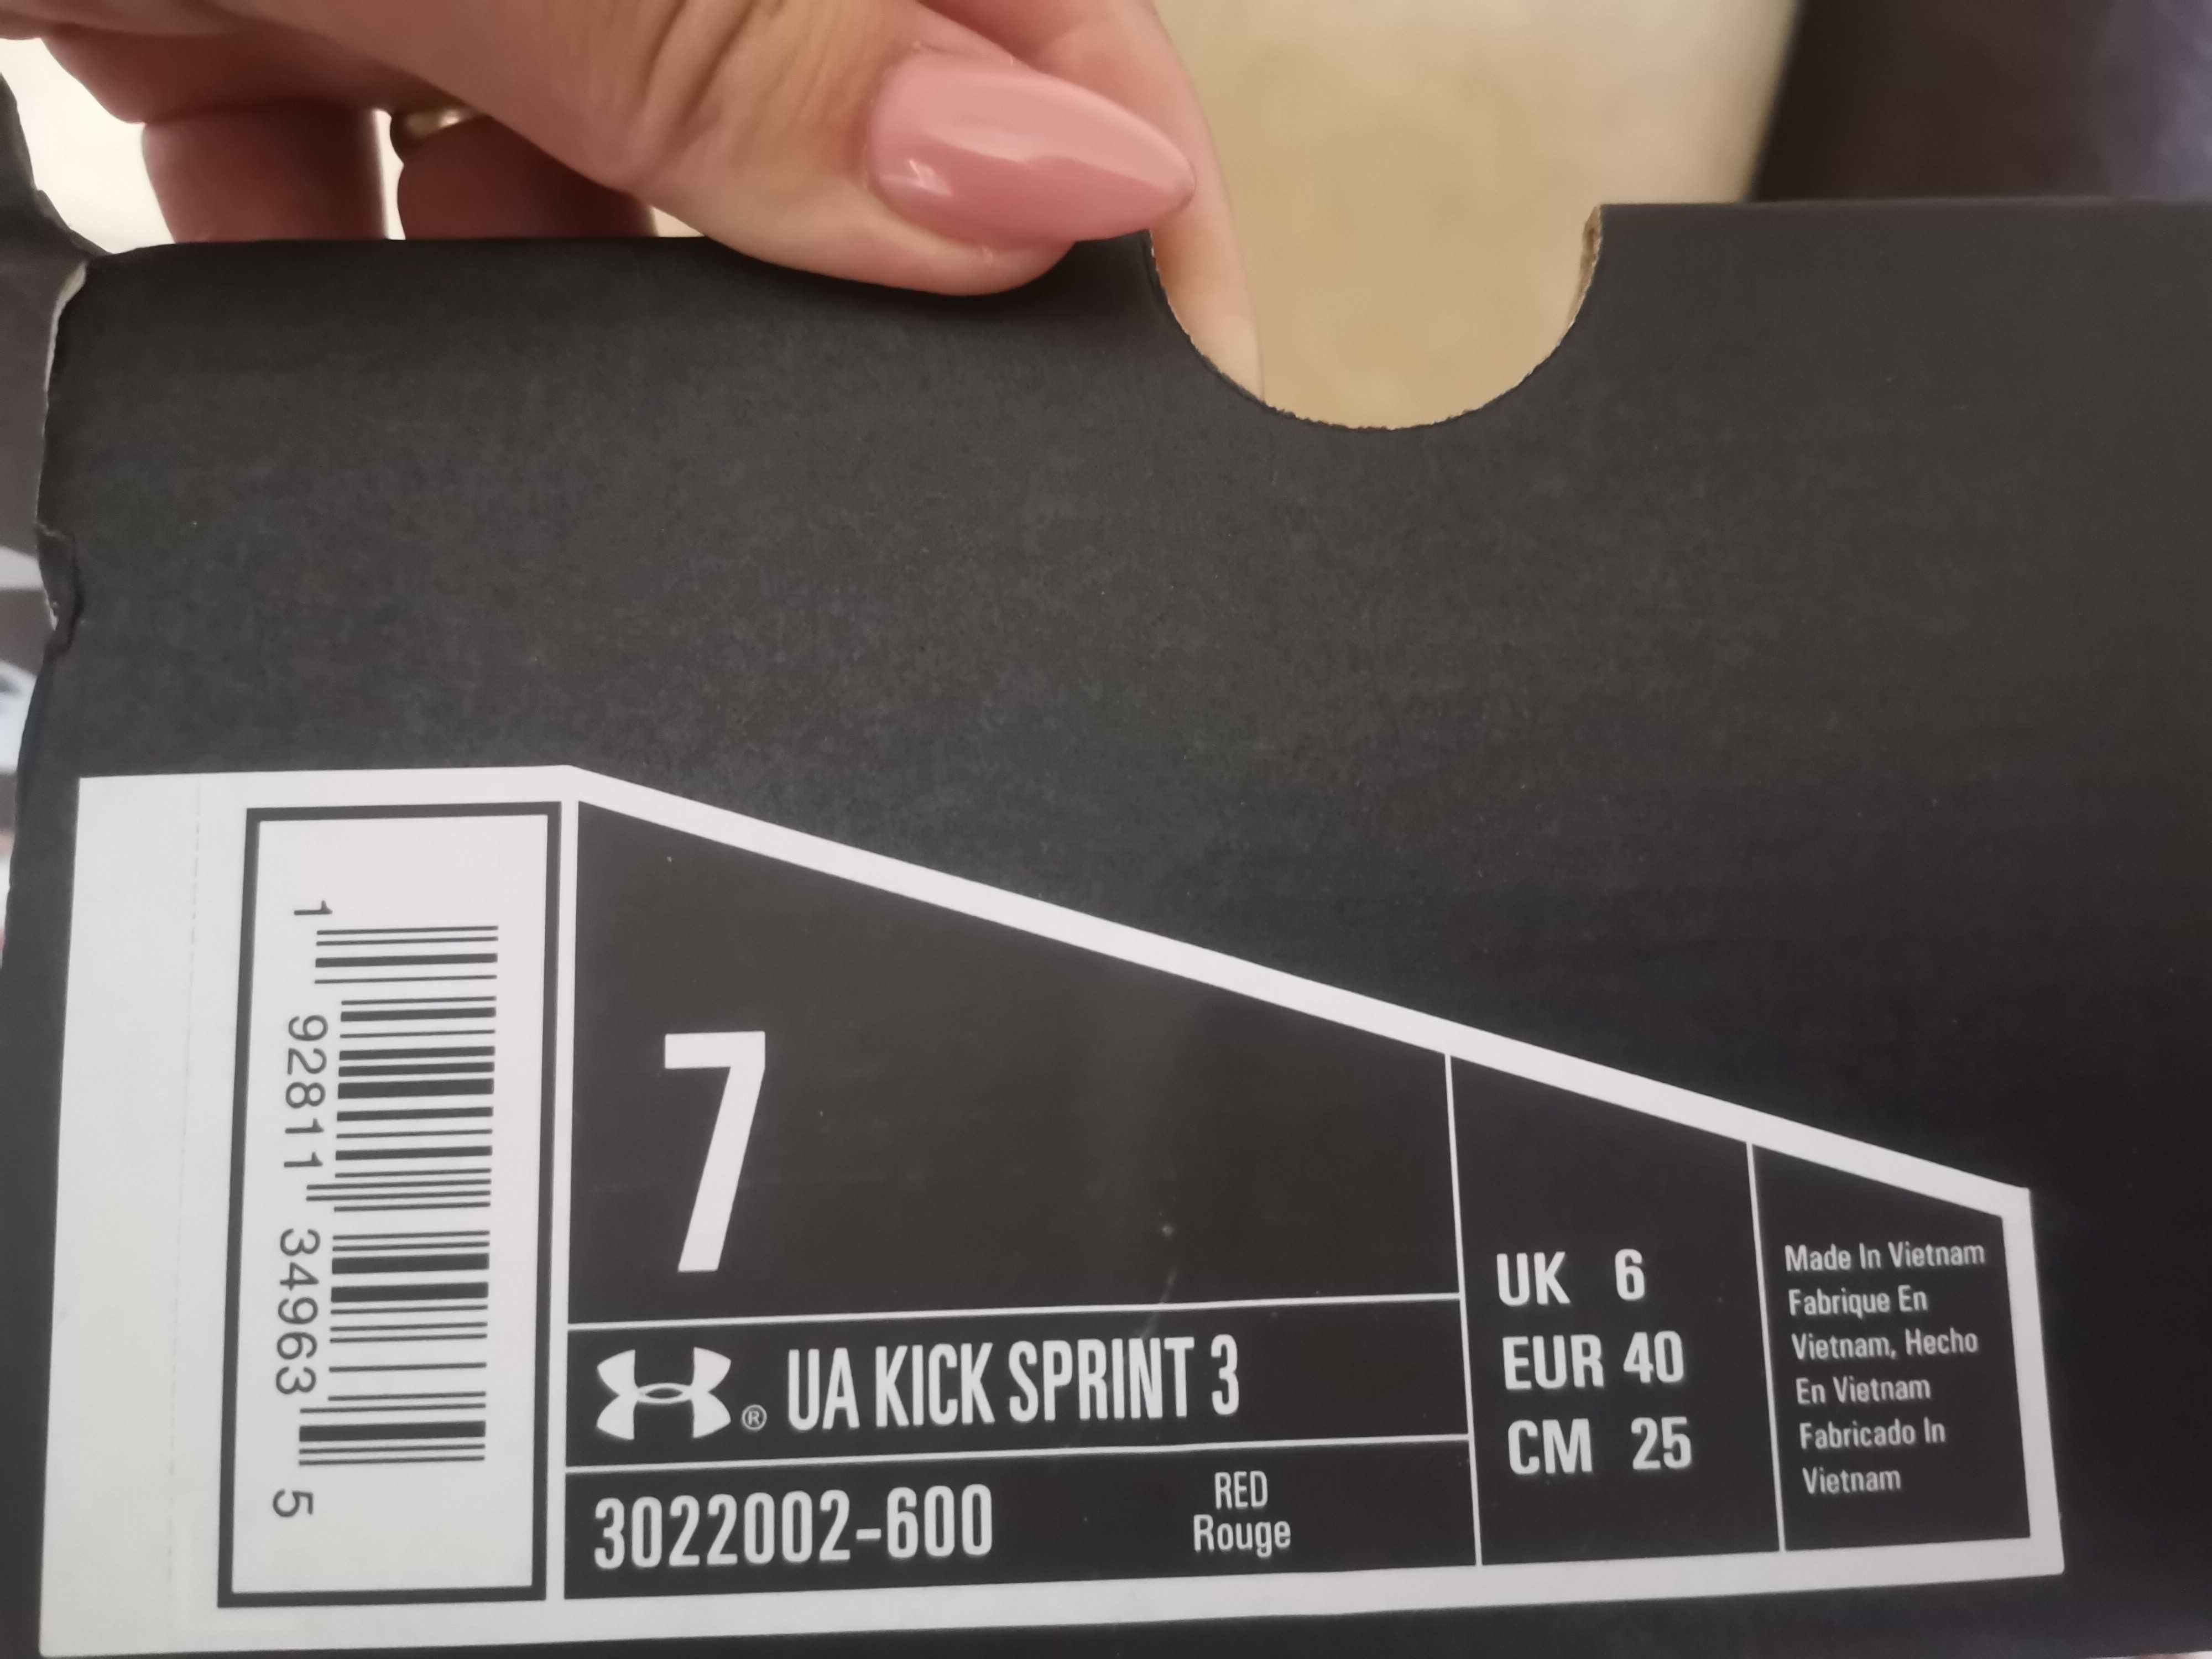 1 92811 34963 5
7
® UA KICK SPRINT 3
3022002-600
RED
Rouge
UK 6
EUR 40
CM 25
Made In Vietnam
Fabrique En
Vietnam, Hecho
En Vietnam
Fabricado In
Vietnam